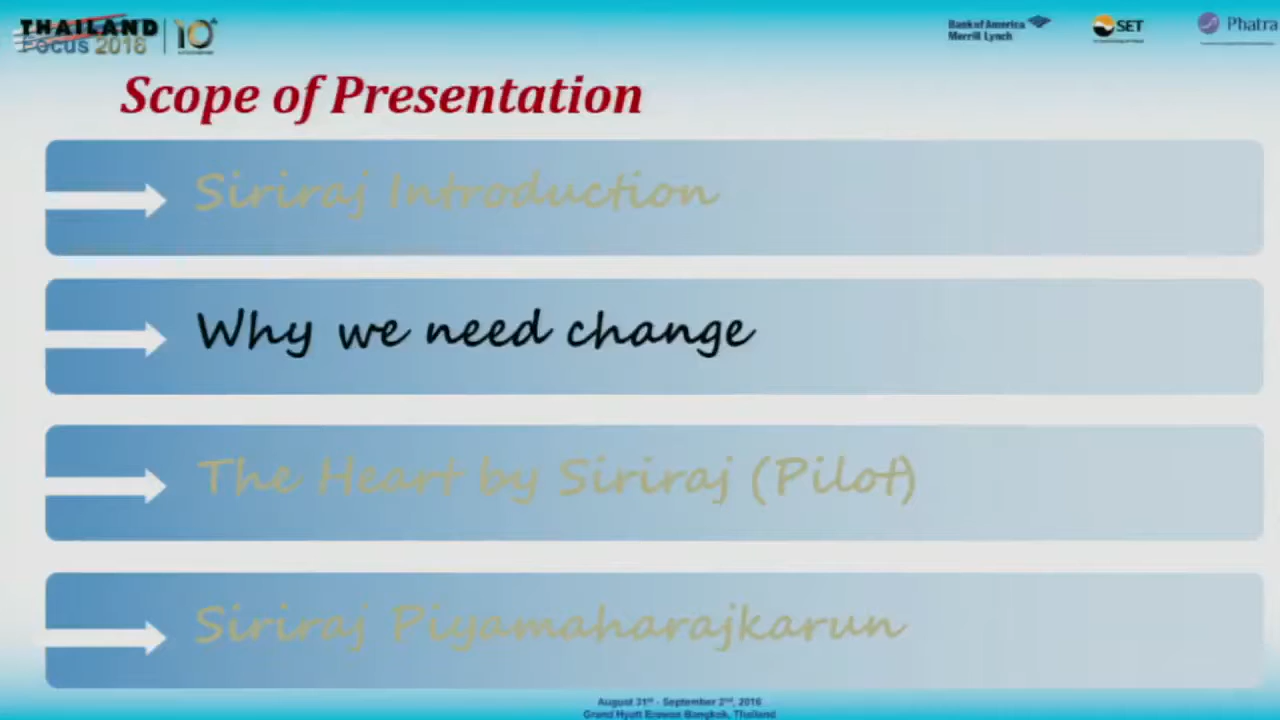 THAILAND
Focus 2016
10th
Bank of America
Merrill Lynch
SET
Phatra
Scope of Presentation
Siriraj Introduction
Why we need change
The Heart by Siriraj (Pilot)
Siriraj Piyamaharajkarun
August 31st - September 2nd, 2016
Grand Hyatt Erawan Bangkok, Thailand